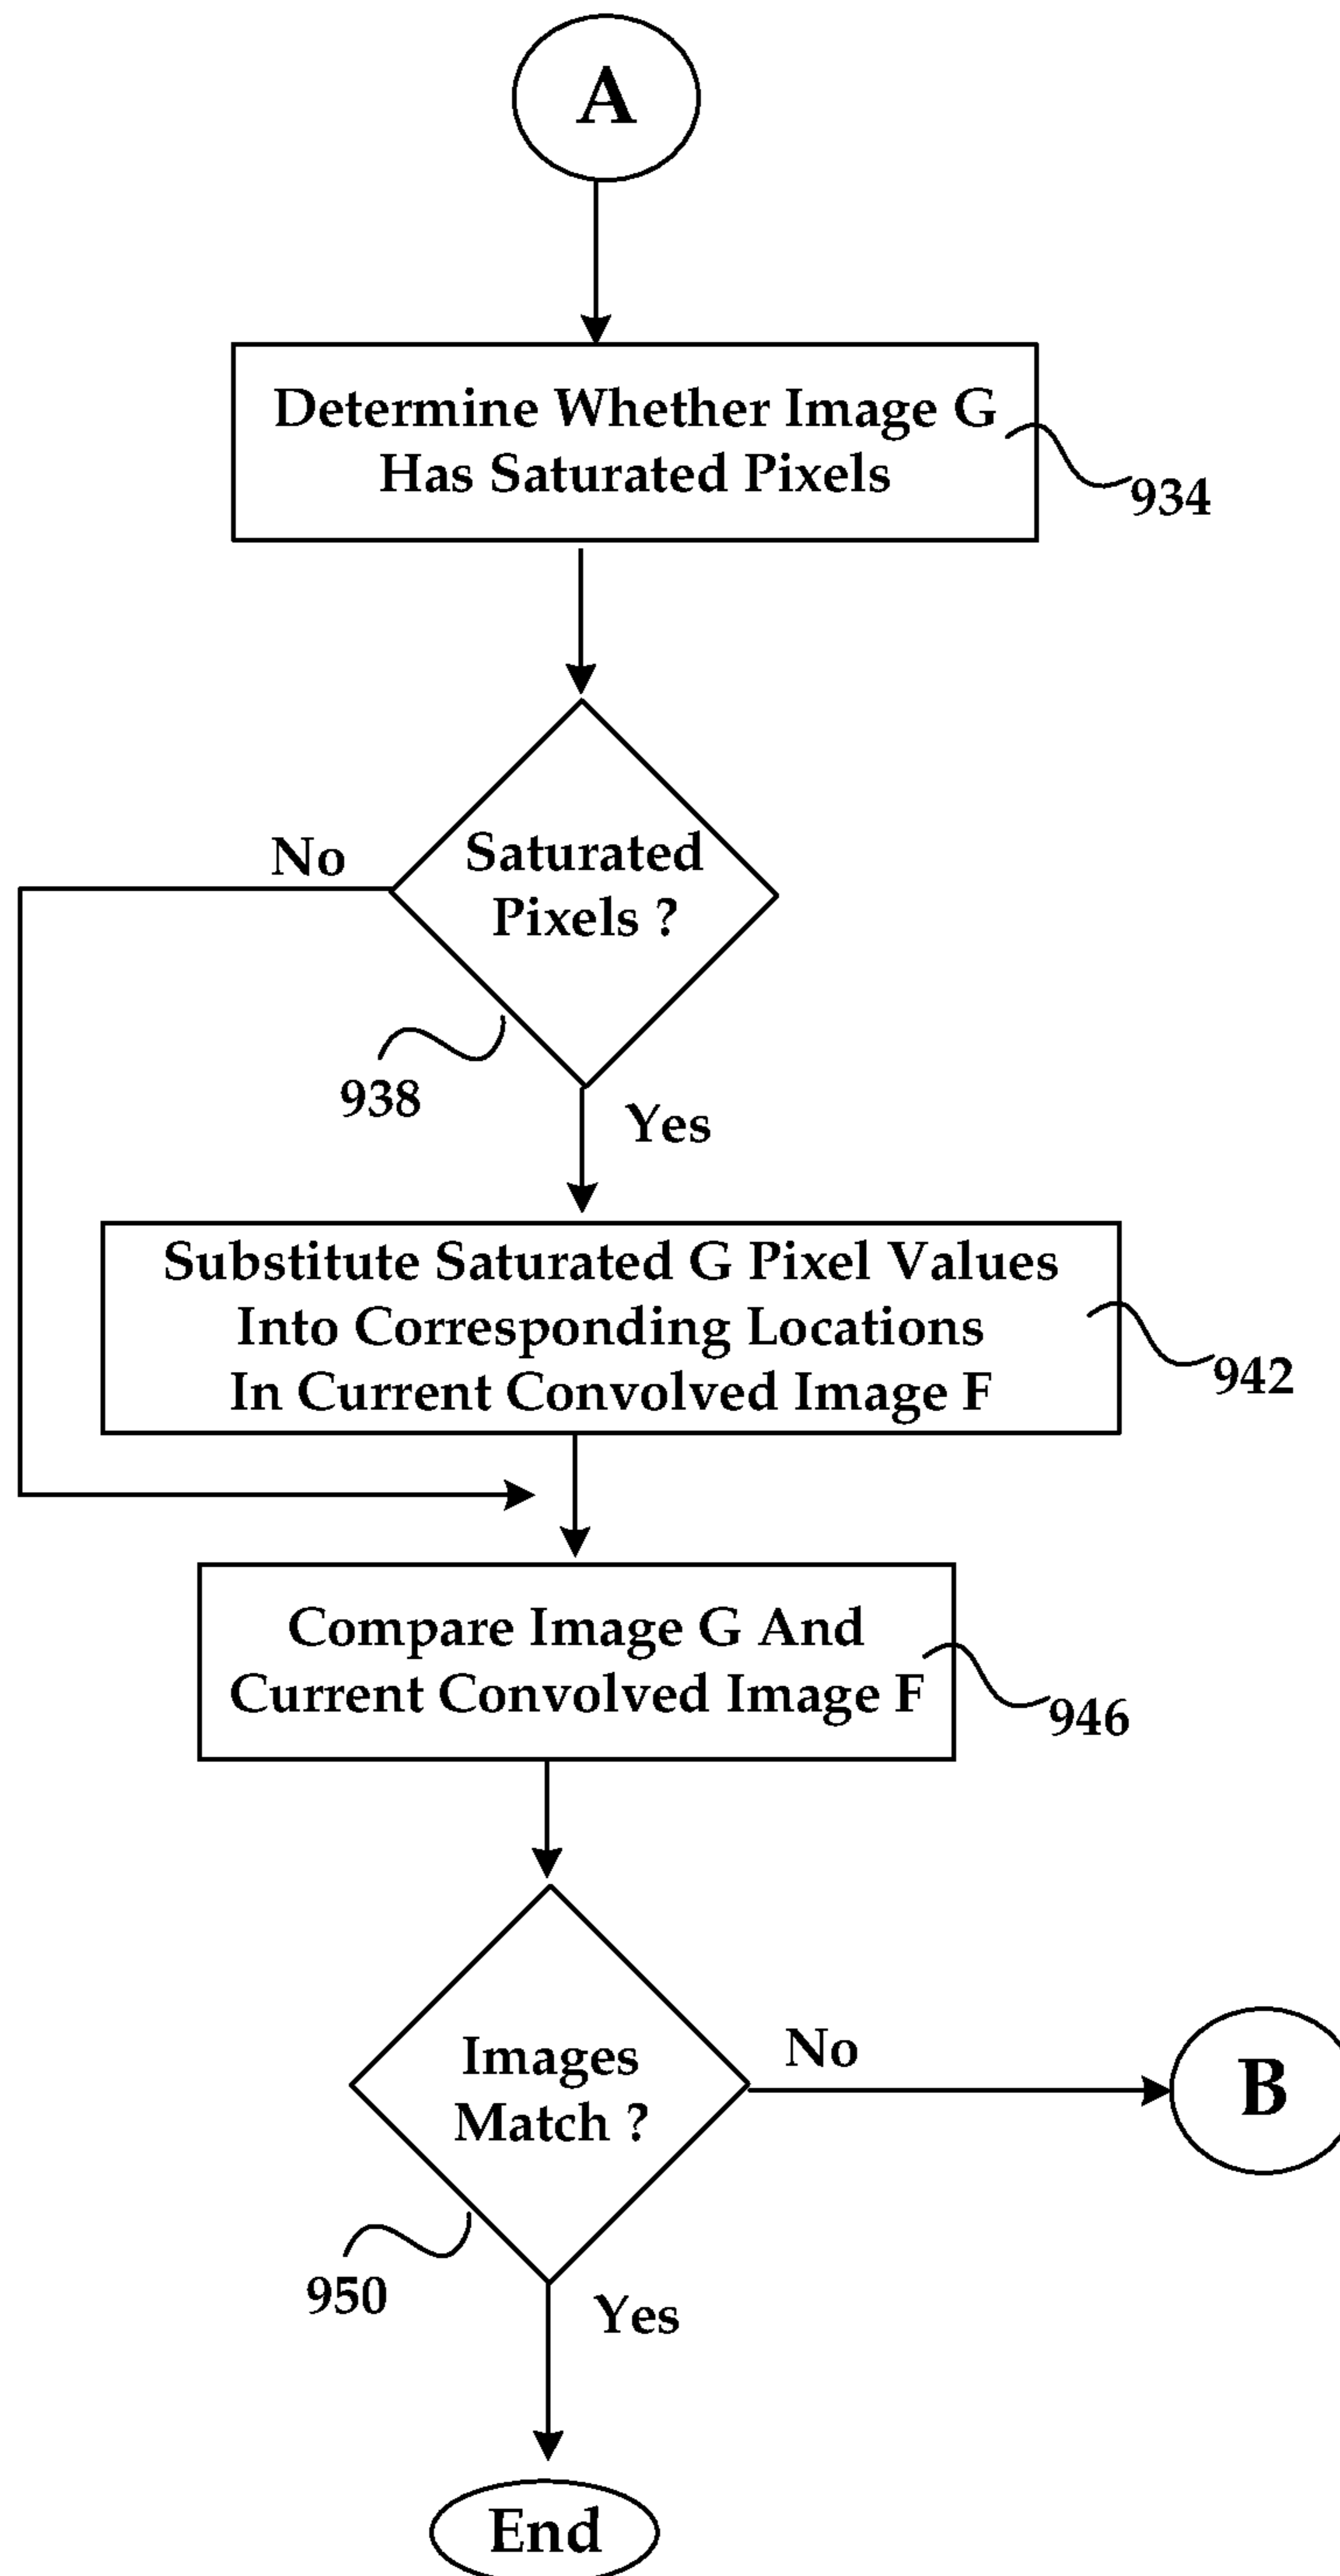 A
Determine Whether Image G
Has Saturated Pixels
934
No
Saturated
Pixels ?
938
Yes
Substitute Saturated G Pixel Values
Into Corresponding Locations
In Current Convolved Image F
942
Compare Image G And
Current Convolved Image F
946
Images
Match ?
No
B
950
Yes
End